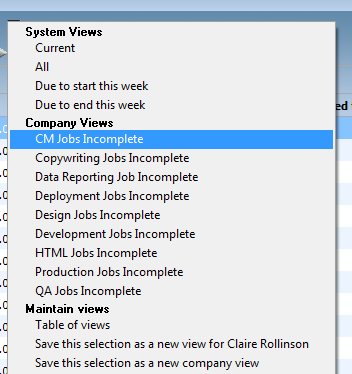 System Views
Current
All
Due to start this week
Due to end this week
Company Views
CM Jobs Incomplete
Copywriting Jobs Incomplete
Data Reporting Job Incomplete
Deployment Jobs Incomplete
Design Jobs Incomplete
Development Jobs Incomplete
HTML Jobs Incomplete
Production Jobs Incomplete
QA Jobs Incomplete
Maintain views
Table of views
Save this selection as a new view for Claire Rollinson
Save this selection as a new company view